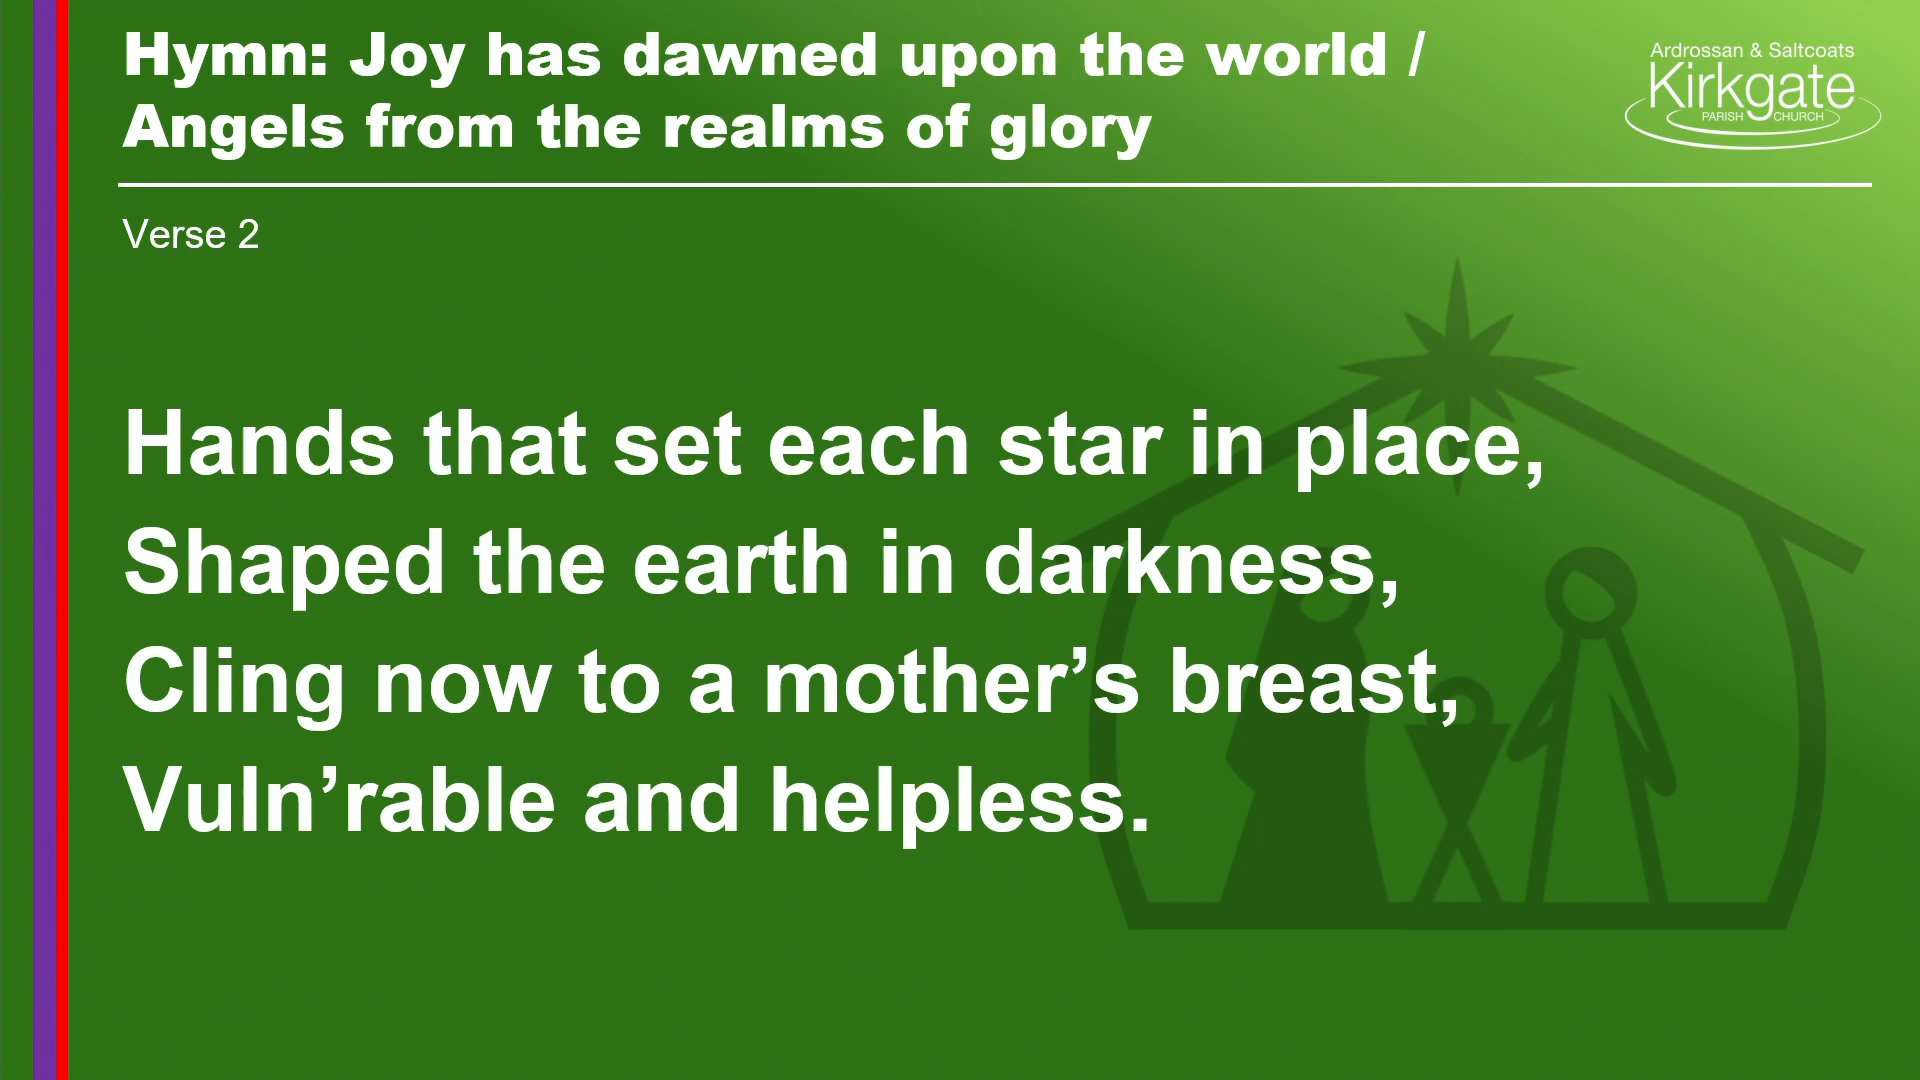 Hymn: Joy has dawned upon the world /
Angels from the realms of glory
Ardrossan & Saltcoats
Kirkgate
PARISH CHURCH
Verse 2
Hands that set each star in place,
Shaped the earth in darkness,
Cling now to a mother’s breast,
Vuln’rable and helpless.